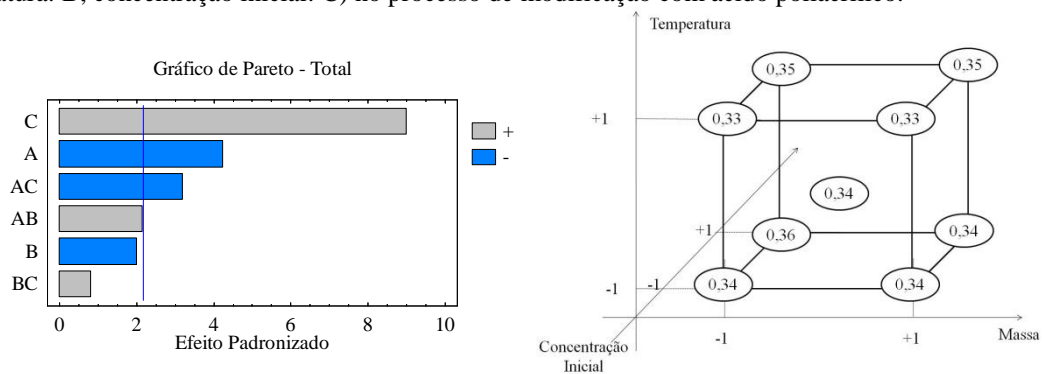 atura: B; concentração inicial: C) no processo de modificação com ácido poliacrílico.
Gráfico de Pareto - Total
C
A
AC
AB
B
BC
0 2 4 6 8 10
Efeito Padronizado
+
-
Temperatura
0,35 0,35
+1 0,33 0,33
0,34
+1 0,36 0,34
-1 -1 0,34 0,34
-1 +1 Massa
Concentração
Inicial